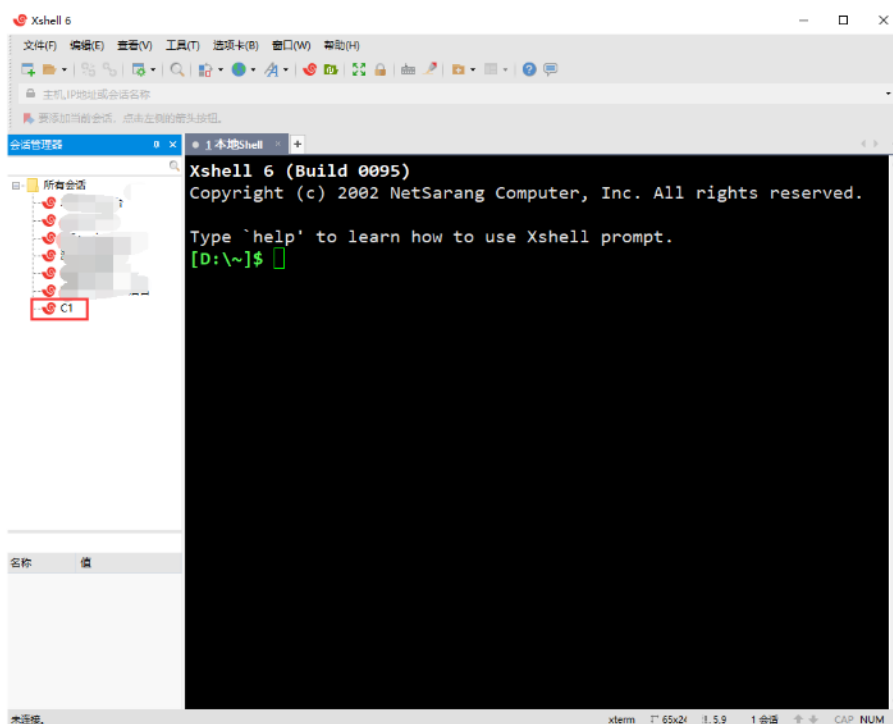 Xshell 6
文件(F) 编辑(E) 查看(V) 工具(T) 选项卡(B) 窗口(W) 帮助(H)
主机,IP地址或会话名称
要添加当前会话，点击左侧的箭头按钮。
会话管理器
1 本地Shell
+
Xshell 6 (Build 0095)
Copyright (c) 2002 NetSarang Computer, Inc. All rights reserved.
Type `help' to learn how to use Xshell prompt.
[D:\~]$
所有会话
C1
名称 值
未连接。
xterm 65x24 5,9 1 会话 CAP NUM